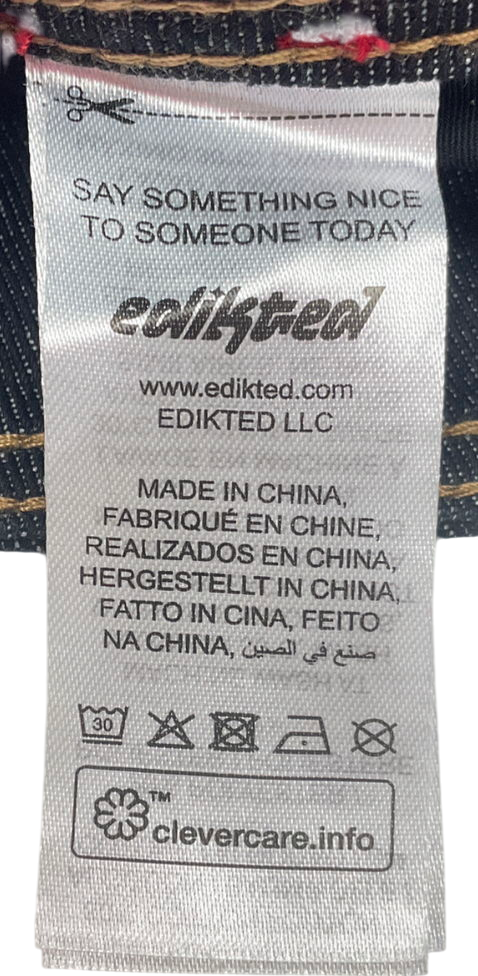 SAY SOMETHING NICE
TO SOMEONE TODAY
edikted
www.edikted.com
EDIKTED LLC
MADE IN CHINA,
FABRIQUÉ EN CHINE,
REALIZADOS EN CHINA,
HERGESTELLT IN CHINA,
FATTO IN CINA, FEITO
NA CHINA, صنع في الصين
30
™
clevercare.info